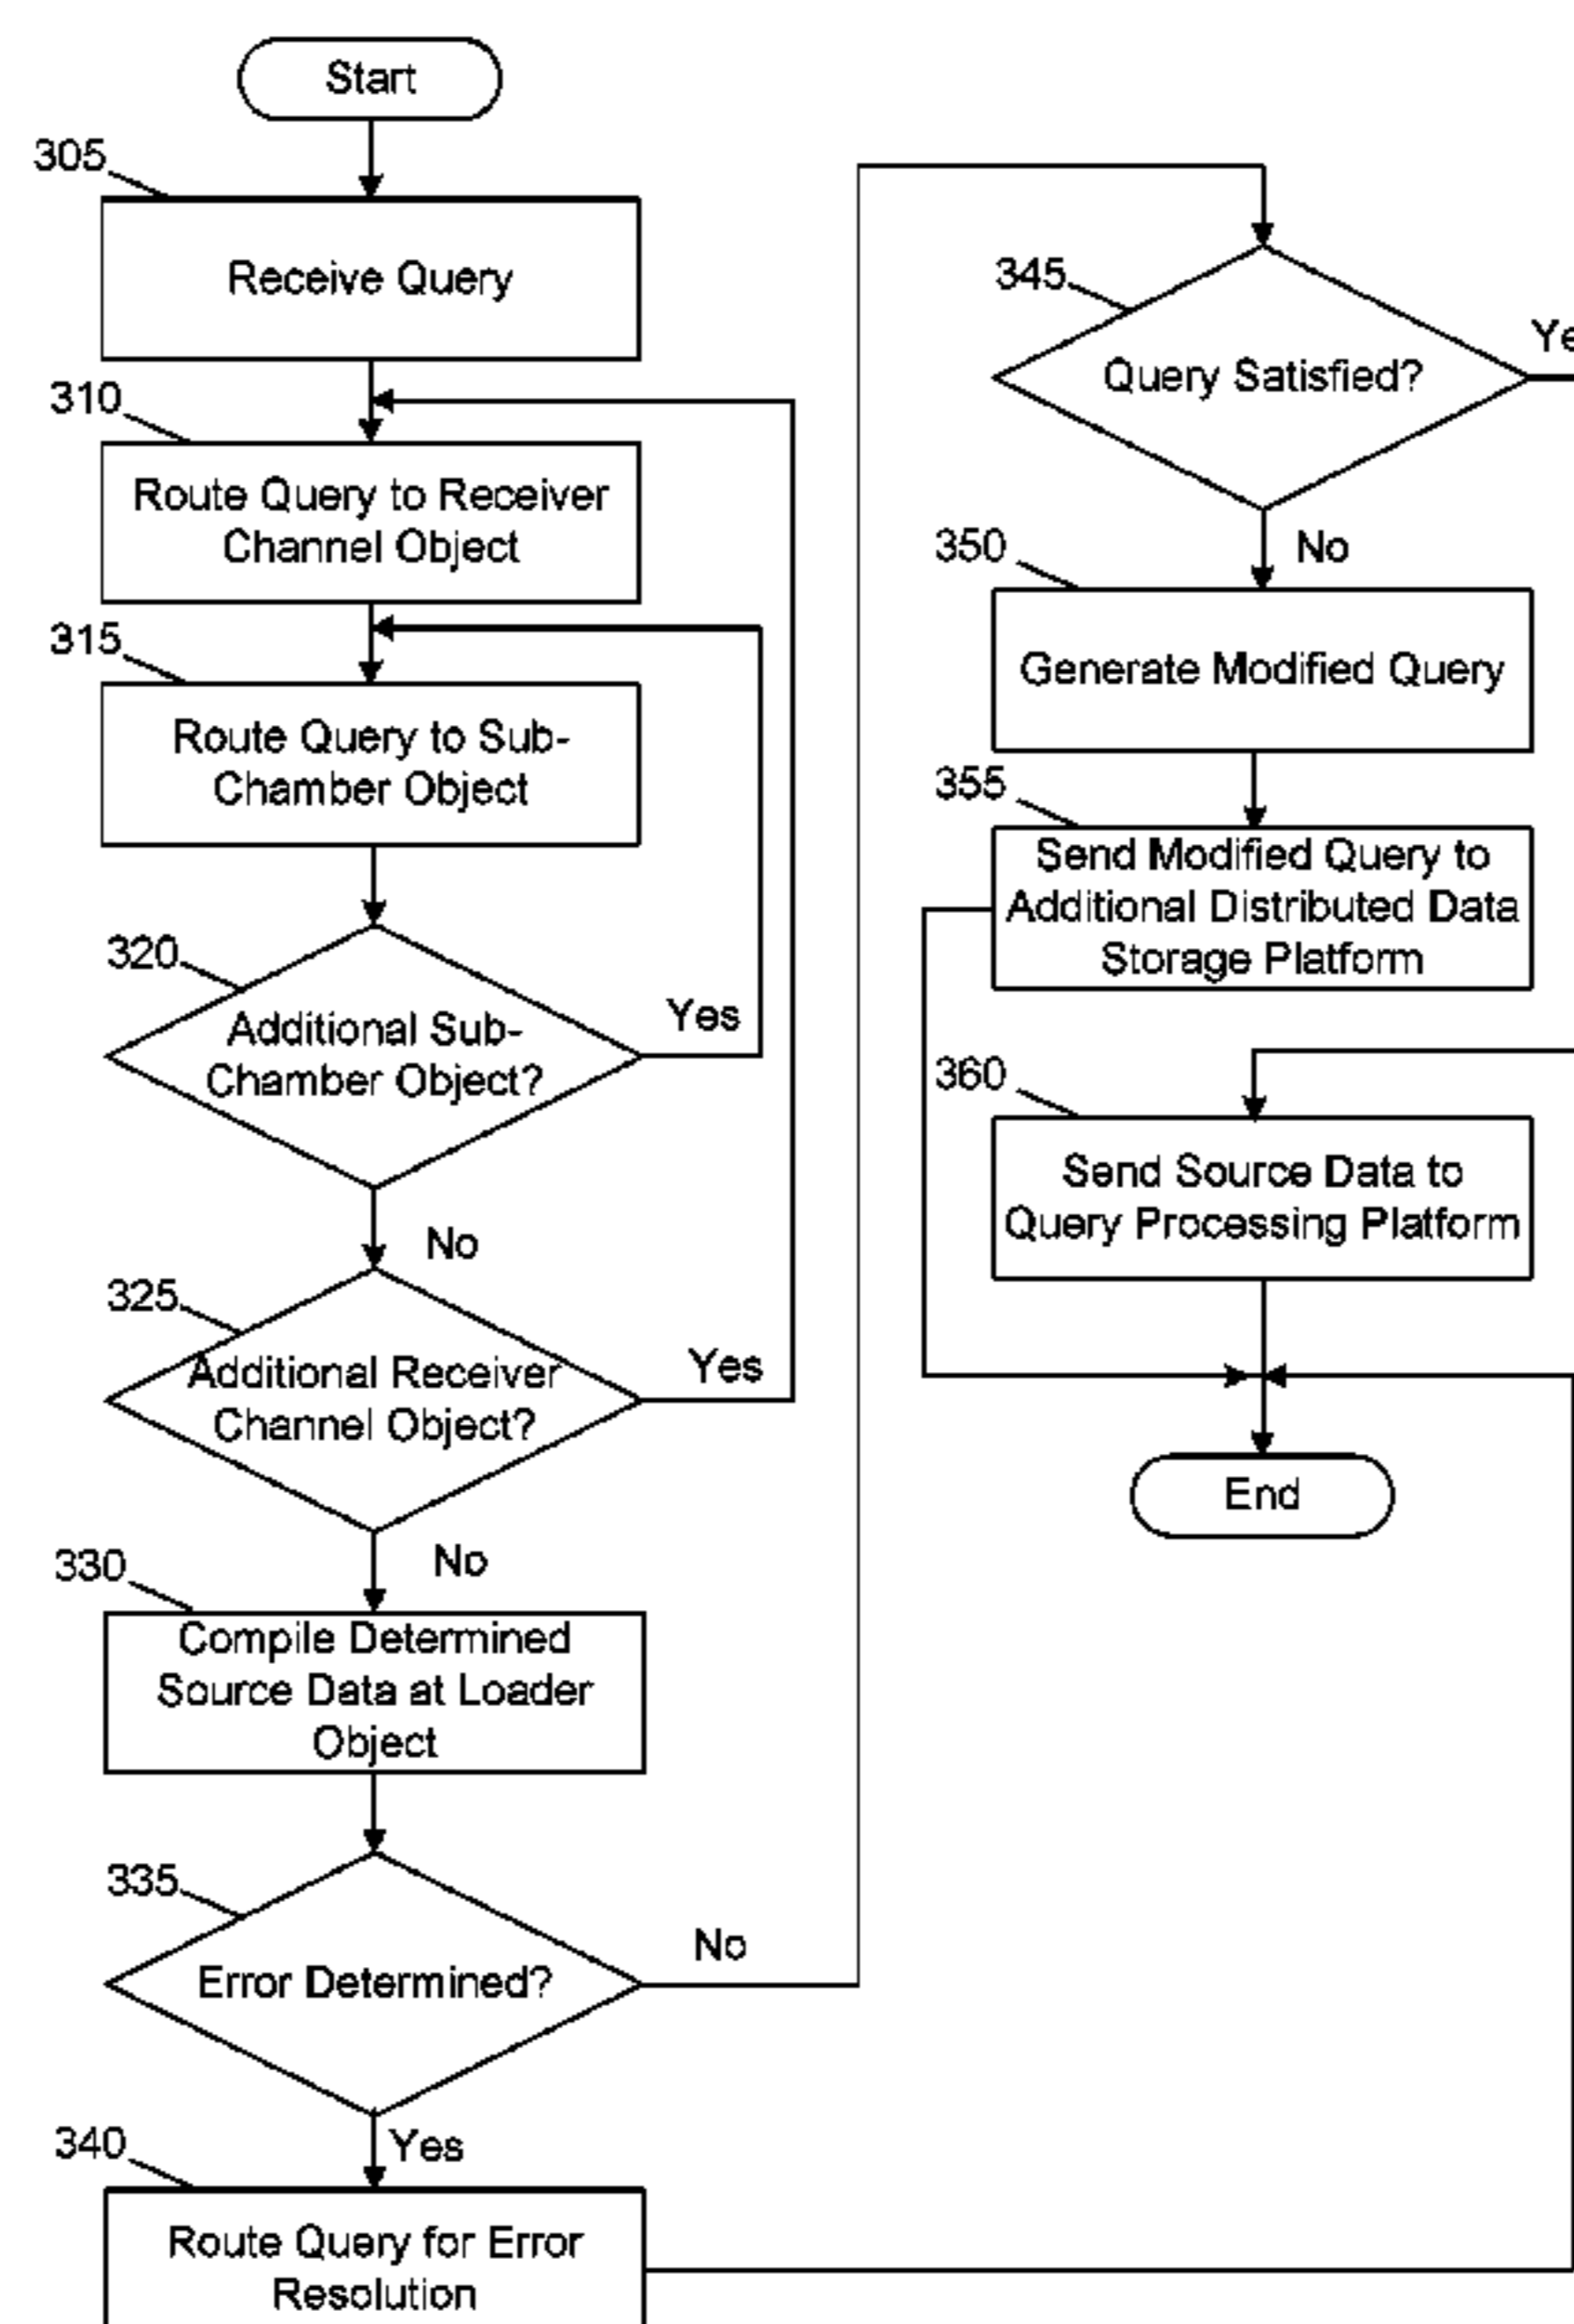 Start
305
Receive Query
310
Route Query to Receiver
Channel Object
315
Route Query to Sub-
Chamber Object
320
Additional Sub-
Chamber Object?
Yes
No
325
Additional Receiver
Channel Object?
Yes
No
330
Compile Determined
Source Data at Loader
Object
335
Error Determined?
No
Yes
340
Route Query for Error
Resolution
345
Query Satisfied?
Ye
No
350
Generate Modified Query
355
Send Modified Query to
Additional Distributed Data
Storage Platform
360
Send Source Data to
Query Processing Platform
End